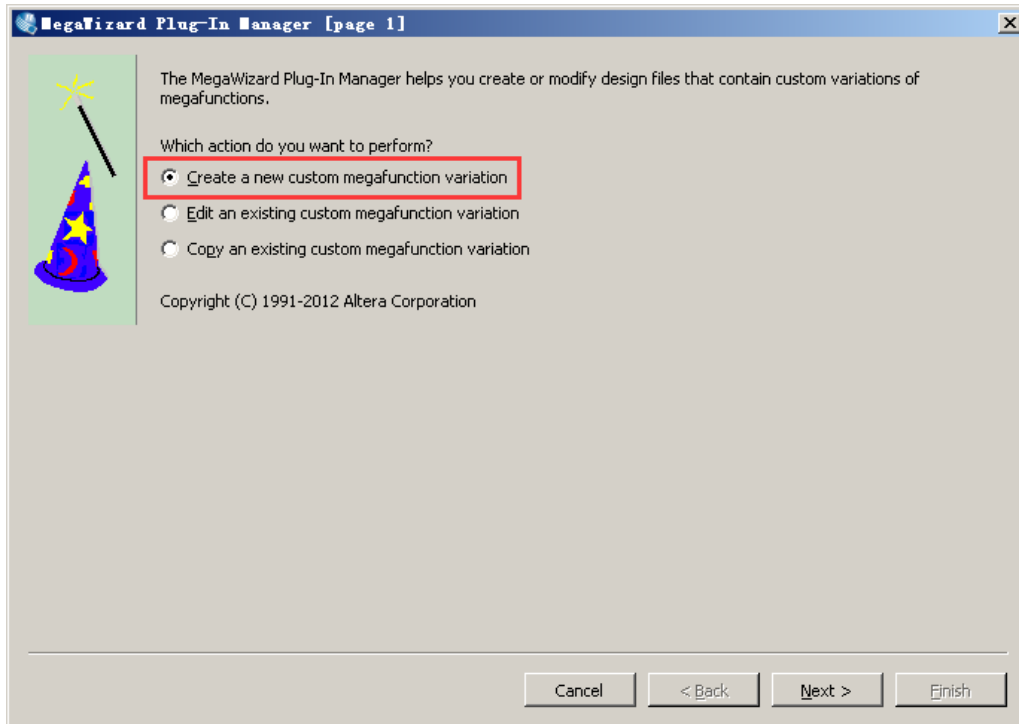 MegaWizard Plug-In Manager [page 1]
The MegaWizard Plug-In Manager helps you create or modify design files that contain custom variations of
megafunctions.
Which action do you want to perform?
Create a new custom megafunction variation
Edit an existing custom megafunction variation
Copy an existing custom megafunction variation
Copyright (C) 1991-2012 Altera Corporation
Cancel
< Back
Next >
Finish